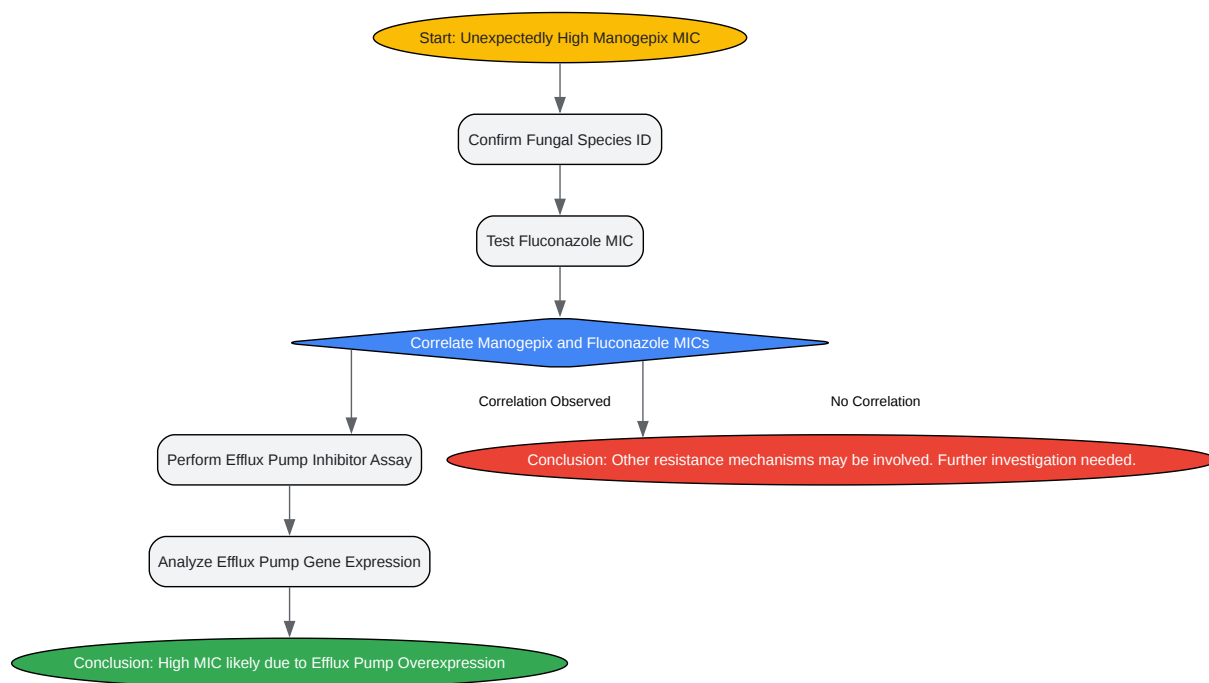 Start: Unexpectedly High Manogepix MIC
Confirm Fungal Species ID
Test Fluconazole MIC
Correlate Manogepix and Fluconazole MICs
Correlation Observed
No Correlation
Perform Efflux Pump Inhibitor Assay
Conclusion: Other resistance mechanisms may be involved. Further investigation needed.
Analyze Efflux Pump Gene Expression
Conclusion: High MIC likely due to Efflux Pump Overexpression